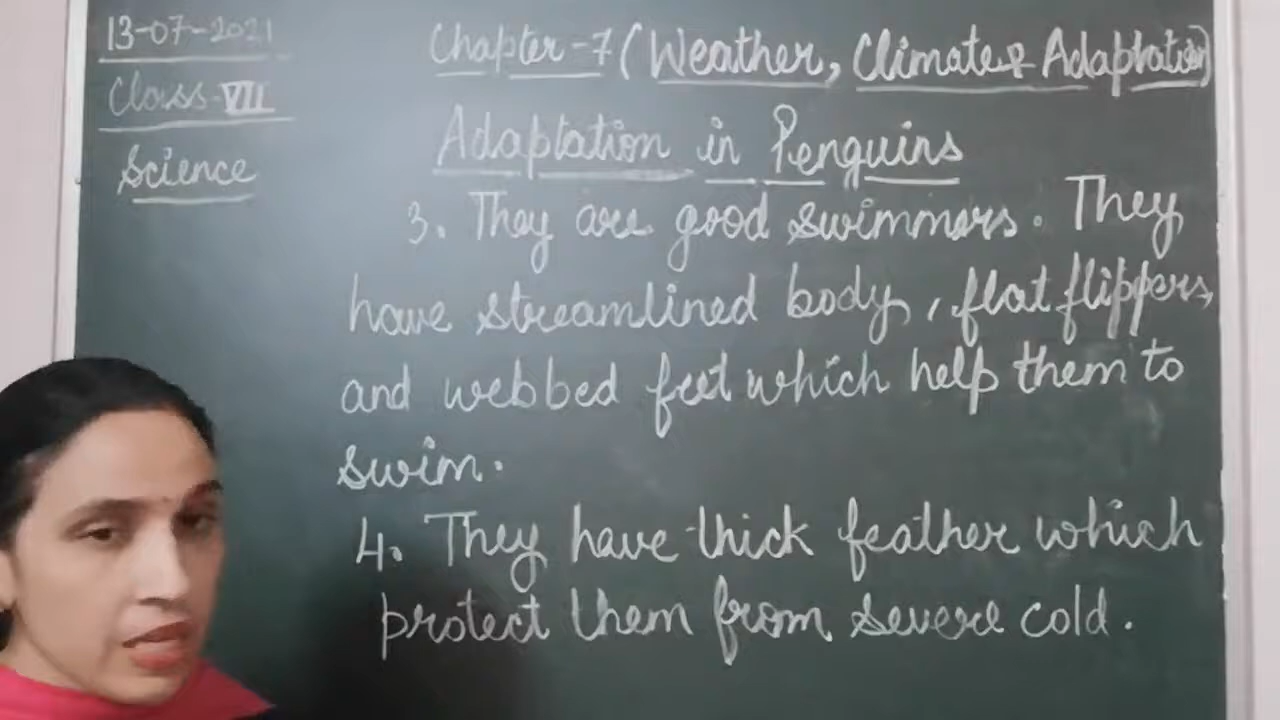 13-07-2021
Class-VII
Science
Chapter-7 (Weather, Climate & Adaptation)
Adaptation in Penguins
3. They are good swimmers. They
have streamlined body, flat flippers,
and webbed feet which help them to
swim.
4. They have thick feather which
protect them from severe cold.